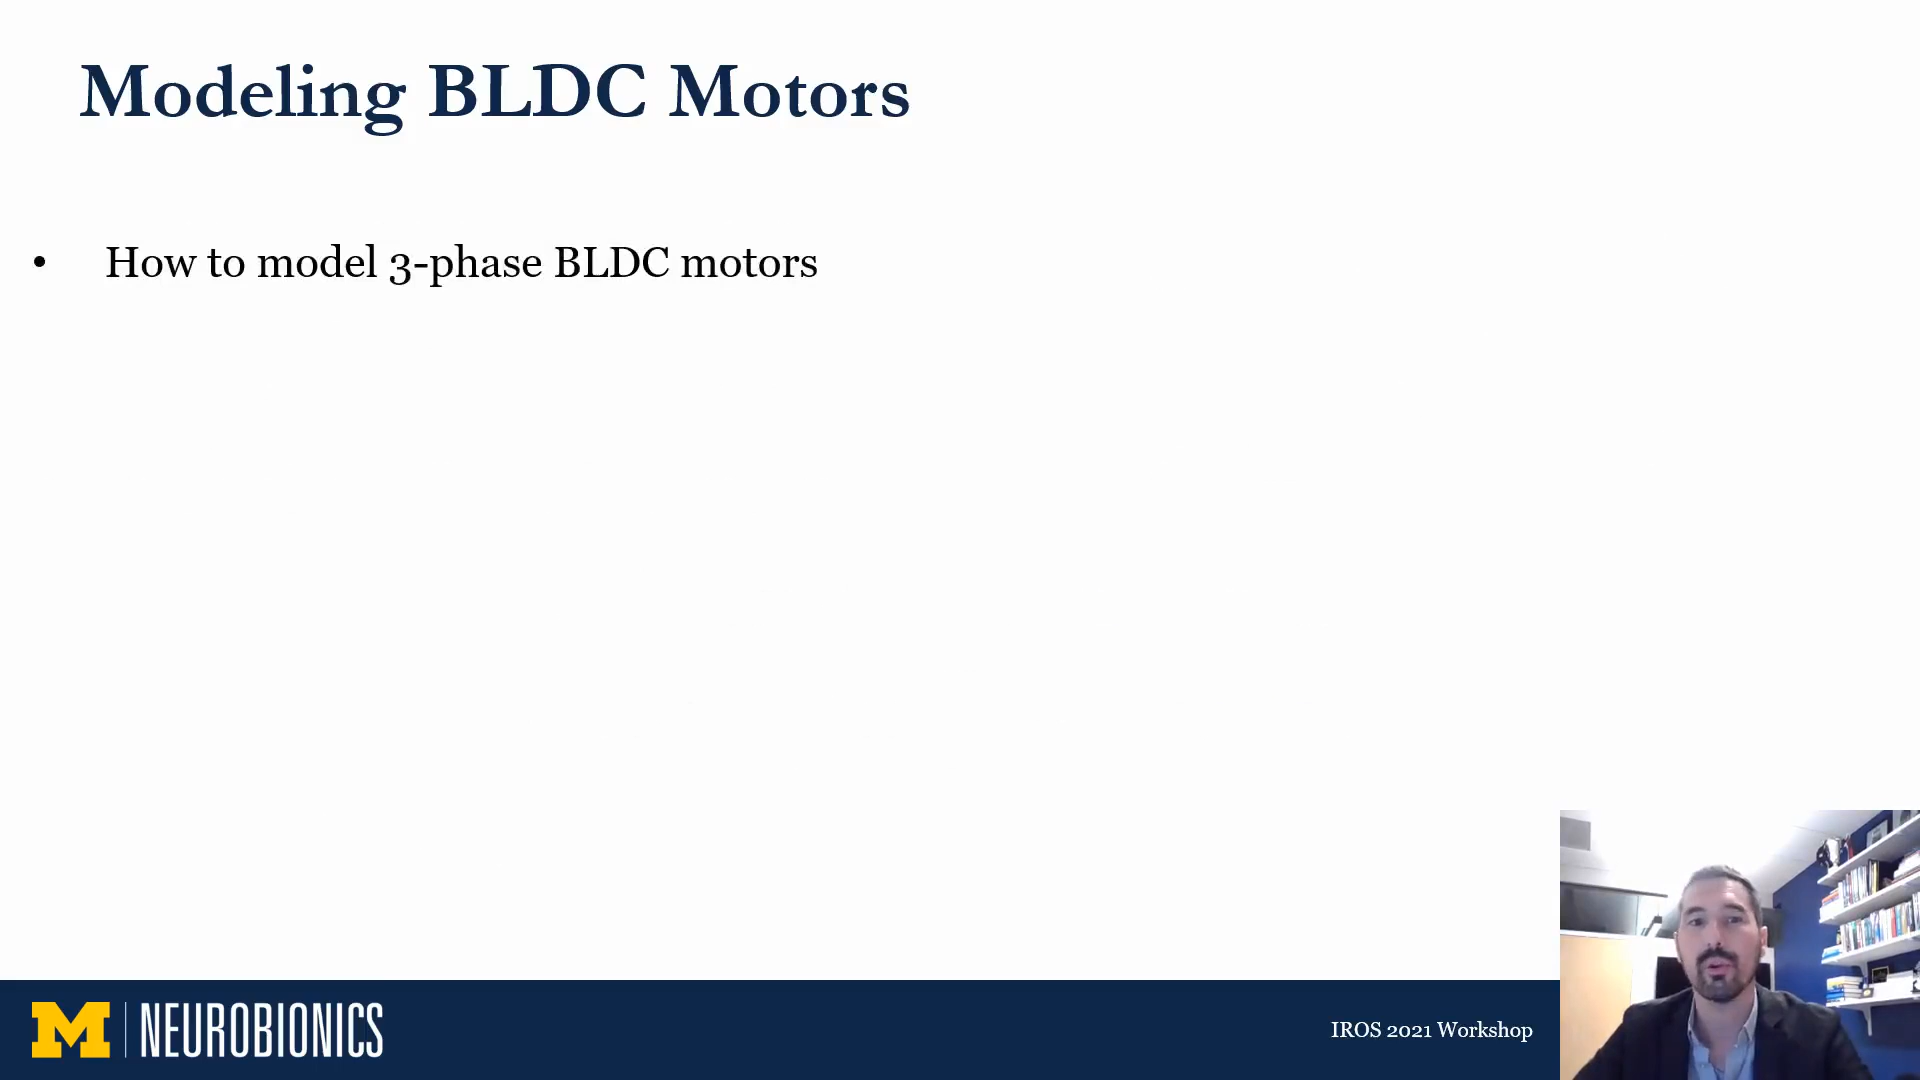 Modeling BLDC Motors
• How to model 3-phase BLDC motors
M | NEUROBIONICS
IROS 2021 Workshop